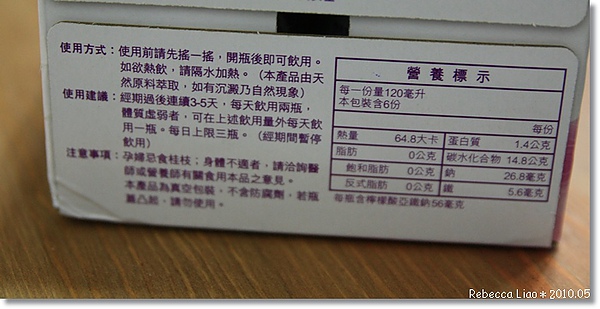 使用方式：使用前請先搖一搖，開瓶後即可飲用。
如欲熱飲，請隔水加熱。（本產品由天
然原料萃取，如有沉澱乃自然現象）
使用建議：經期過後連續3-5天，每天飲用兩瓶，
體質虛弱者，可在上述飲用量外每天飲
用一瓶。每日上限三瓶。（經期間暫停
飲用）
注意事項：孕婦忌食桂枝；身體不適者，請洽詢醫
師或營養師有關食用本品之意見。
本產品為真空包裝，不含防腐劑，若瓶
蓋凸起，請勿使用。
營養標示
每一份量120毫升
本包裝含6份
每份
熱量 64.8大卡 蛋白質 1.4公克
脂肪 0公克 碳水化合物 14.8公克
飽和脂肪 0公克 鈉 26.8毫克
反式脂肪 0公克 鐵 5.6毫克
每瓶含檸檬酸亞鐵鈉56毫克
Rebecca Liao＊2010.05